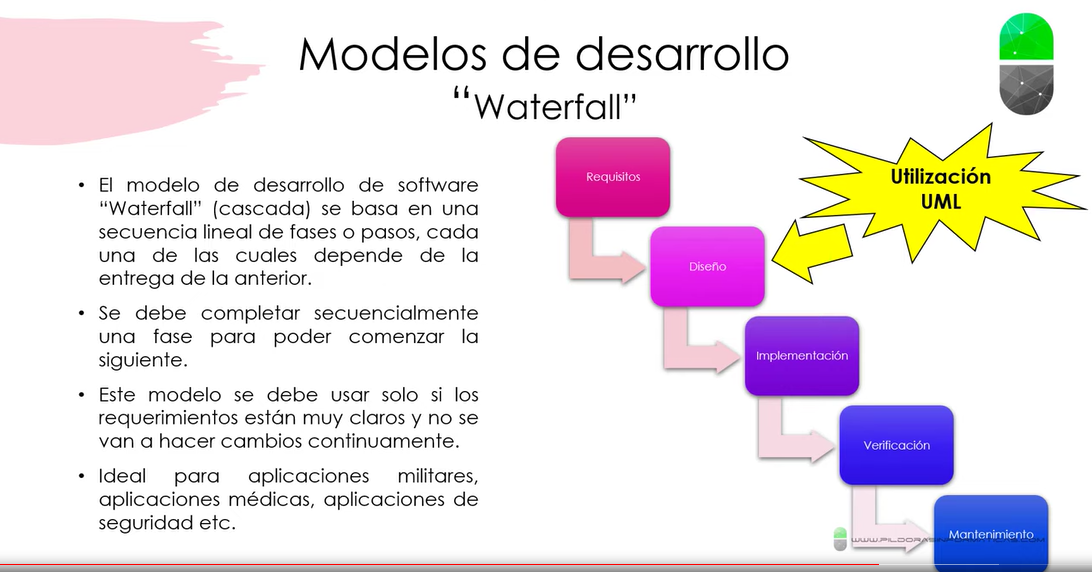 Modelos de desarrollo
“Waterfall”
• El modelo de desarrollo de software
“Waterfall” (cascada) se basa en una
secuencia lineal de fases o pasos, cada
una de las cuales depende de la
entrega de la anterior.
• Se debe completar secuencialmente
una fase para poder comenzar la
siguiente.
• Este modelo se debe usar solo si los
requerimientos están muy claros y no se
van a hacer cambios continuamente.
• Ideal para aplicaciones militares,
aplicaciones médicas, aplicaciones de
seguridad etc.
Requisitos
Utilización
UML
Diseño
Implementación
Verificación
Mantenimiento